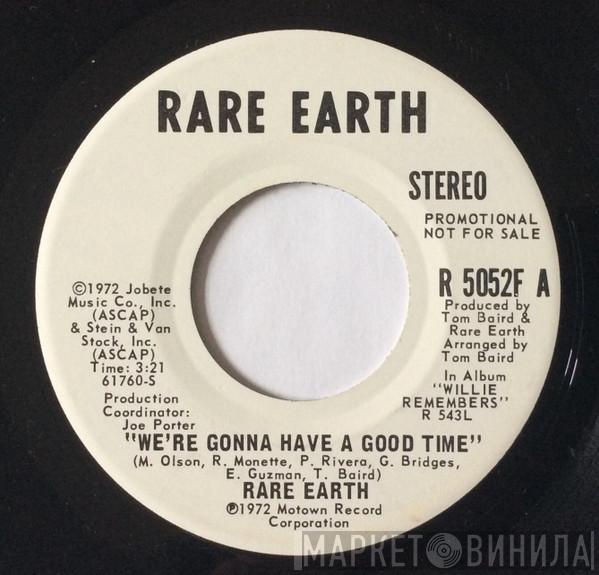 RARE EARTH
STEREO
PROMOTIONAL
NOT FOR SALE
©1972 Jobete
Music Co., Inc.
(ASCAP)
& Stein & Van
Stock, Inc.
(ASCAP)
Time: 3:21
61760-S
Production
Coordinator:
Joe Porter
R 5052F A
Produced by
Tom Baird &
Rare Earth
Arranged by
Tom Baird
In Album
"WILLIE
REMEMBERS"
R 543L
"WE'RE GONNA HAVE A GOOD TIME"
(M. Olson, R. Monette, P. Rivera, G. Bridges,
E. Guzman, T. Baird)
RARE EARTH
℗1972 Motown Record
Corporation
МАРКЕТ ВИНИЛА